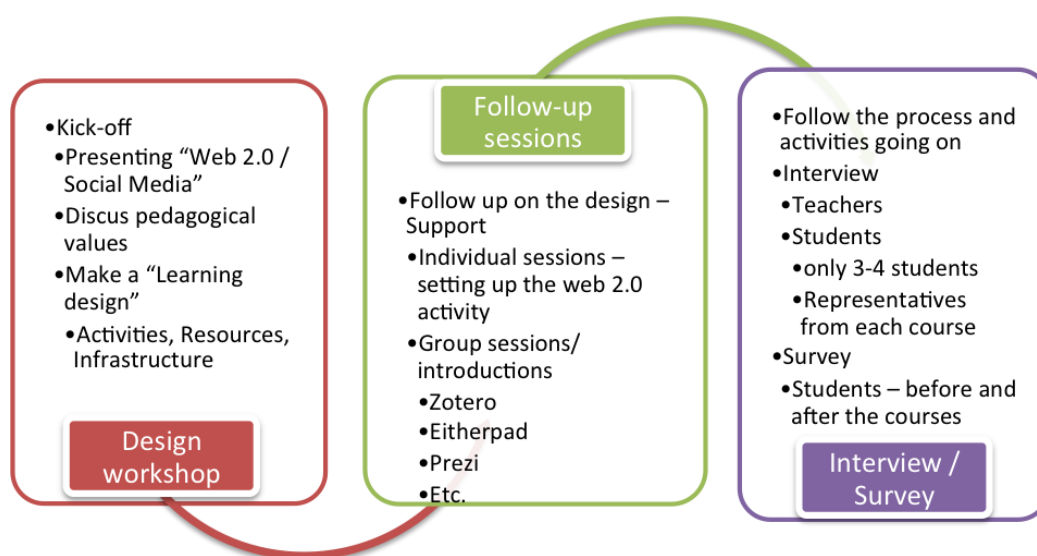 •Kick-off
•Presenting “Web 2.0 /
Social Media”
•Discus pedagogical
values
•Make a “Learning
design”
•Activities, Resources,
Infrastructure
Design
workshop
Follow-up
sessions
•Follow up on the design –
Support
•Individual sessions –
setting up the web 2.0
activity
•Group sessions/
introductions
•Zotero
•Eitherpad
•Prezi
•Etc.
•Follow the process and
activities going on
•Interview
•Teachers
•Students
•only 3-4 students
•Representatives
from each course
•Survey
•Students – before and
after the courses
Interview /
Survey